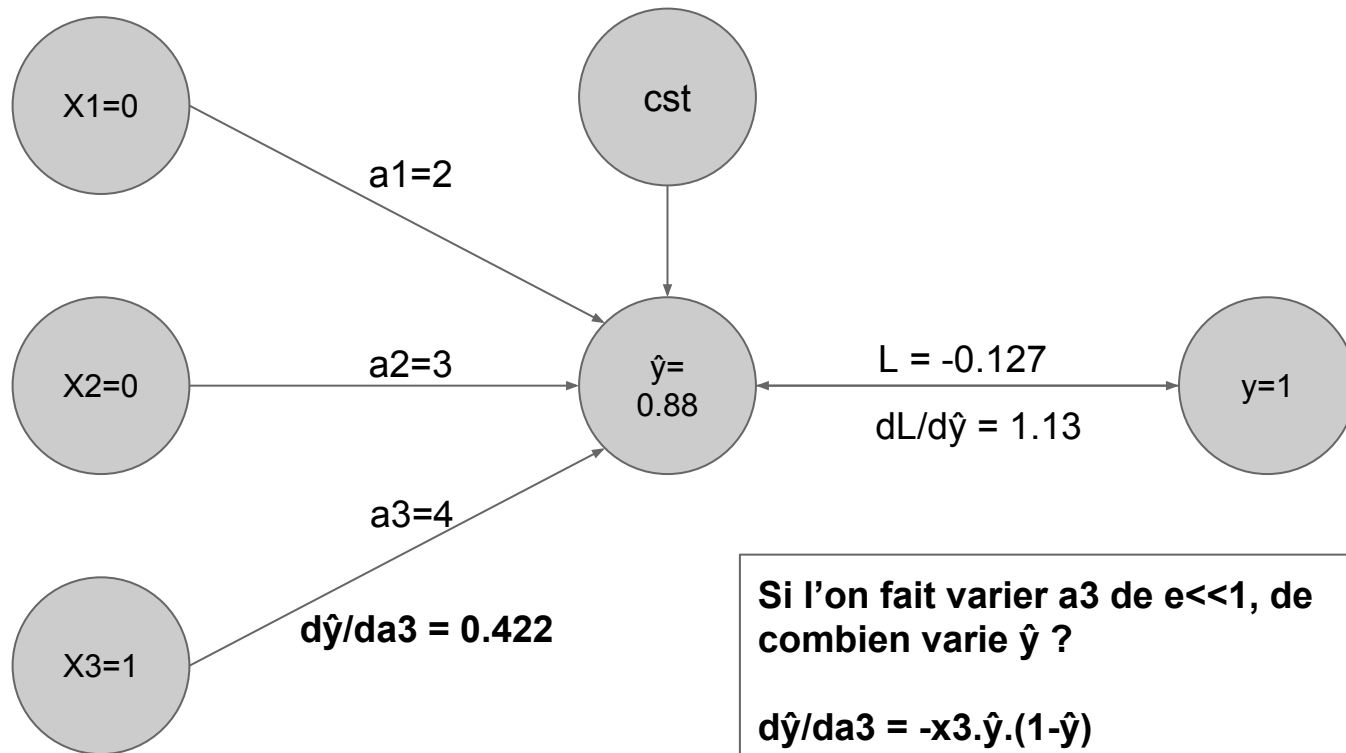 X1=0
cst
a1=2
X2=0
a2=3
ŷ=
0.88
L = -0.127
dL/dŷ = 1.13
y=1
a3=4
dŷ/da3 = 0.422
X3=1
Si l’on fait varier a3 de e<<1, de
combien varie ŷ ?
dŷ/da3 = -x3.ŷ.(1-ŷ)